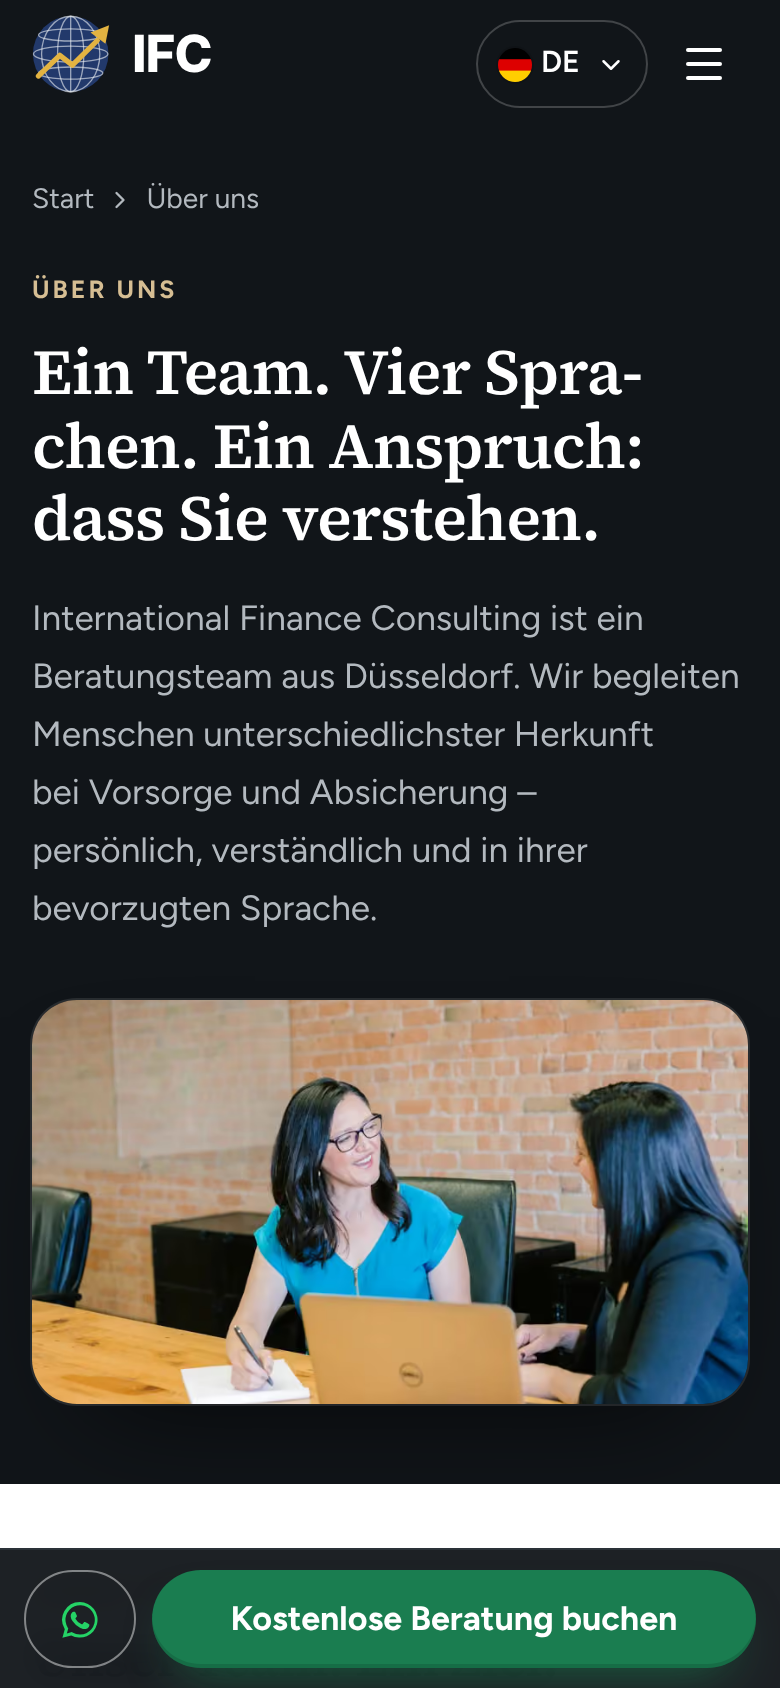 IFC
DE
Start > Über uns
ÜBER UNS
Ein Team. Vier Spra-
chen. Ein Anspruch:
dass Sie verstehen.
International Finance Consulting ist ein
Beratungsteam aus Düsseldorf. Wir begleiten
Menschen unterschiedlichster Herkunft
bei Vorsorge und Absicherung –
persönlich, verständlich und in ihrer
bevorzugten Sprache.
DELL
Kostenlose Beratung buchen